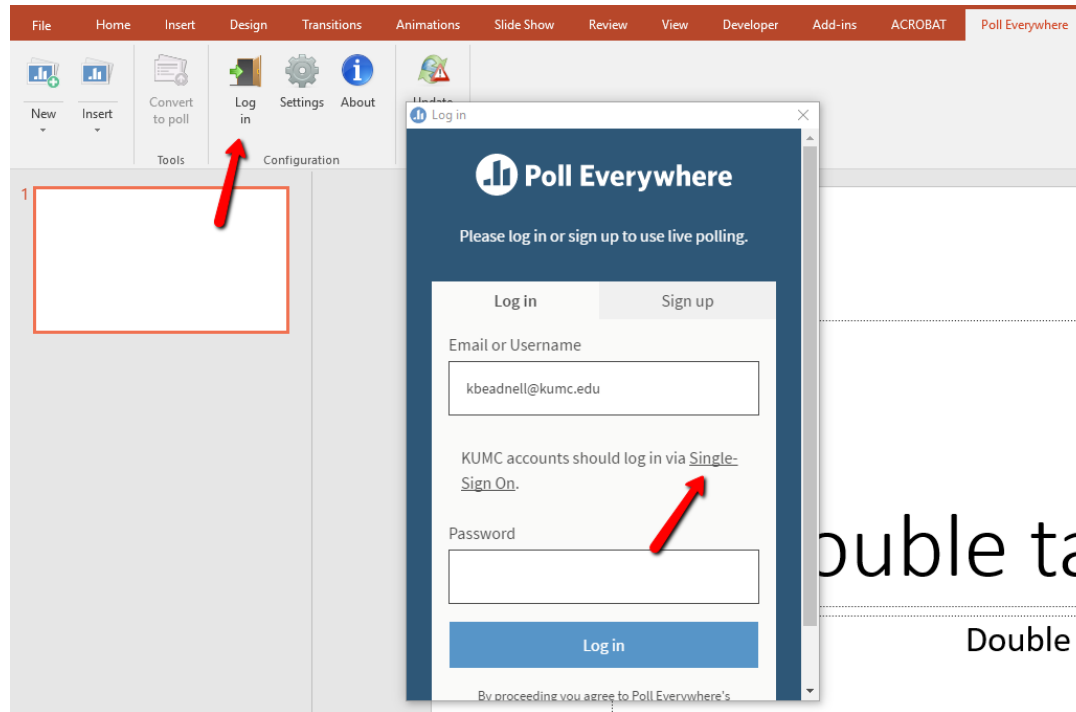 File Home Insert Design Transitions Animations Slide Show Review View Developer Add-ins ACROBAT Poll Everywhere
New Insert Convert to poll Log in Settings About Update
Tools Configuration
Log in
1
Poll Everywhere
Please log in or sign up to use live polling.
Log in Sign up
Email or Username
kbeadnell@kumc.edu
KUMC accounts should log in via Single-
Sign On.
Password
Log in
By proceeding you agree to Poll Everywhere's
ouble ta
Double